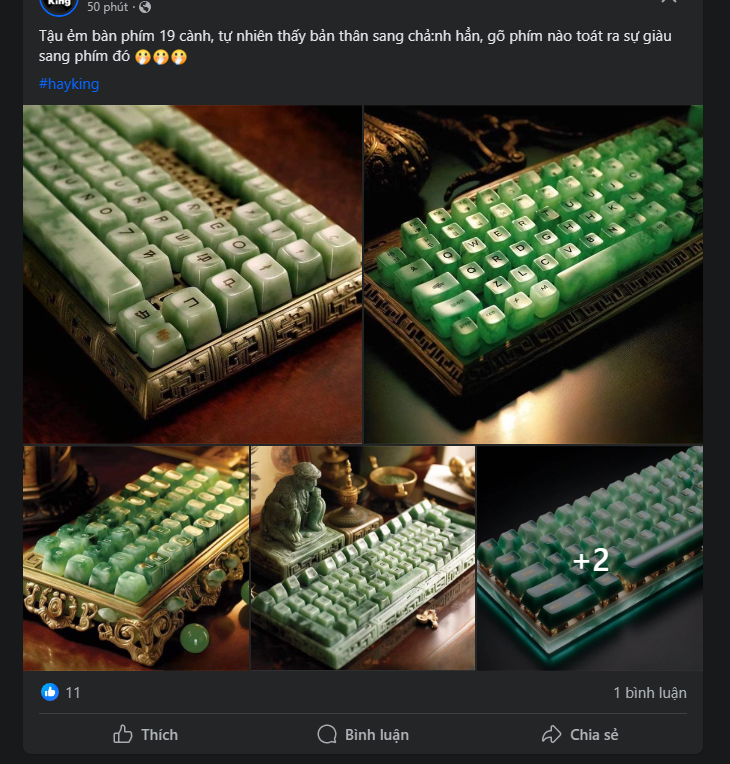 King
50 phút
Tậu ẻm bàn phím 19 cành, tự nhiên thấy bản thân sang chả:nh hẳn, gõ phím nào toát ra sự giàu
sang phím đó 🤭🤭🤭
#hayking
+2
11
1 bình luận
Thích
Bình luận
Chia sẻ